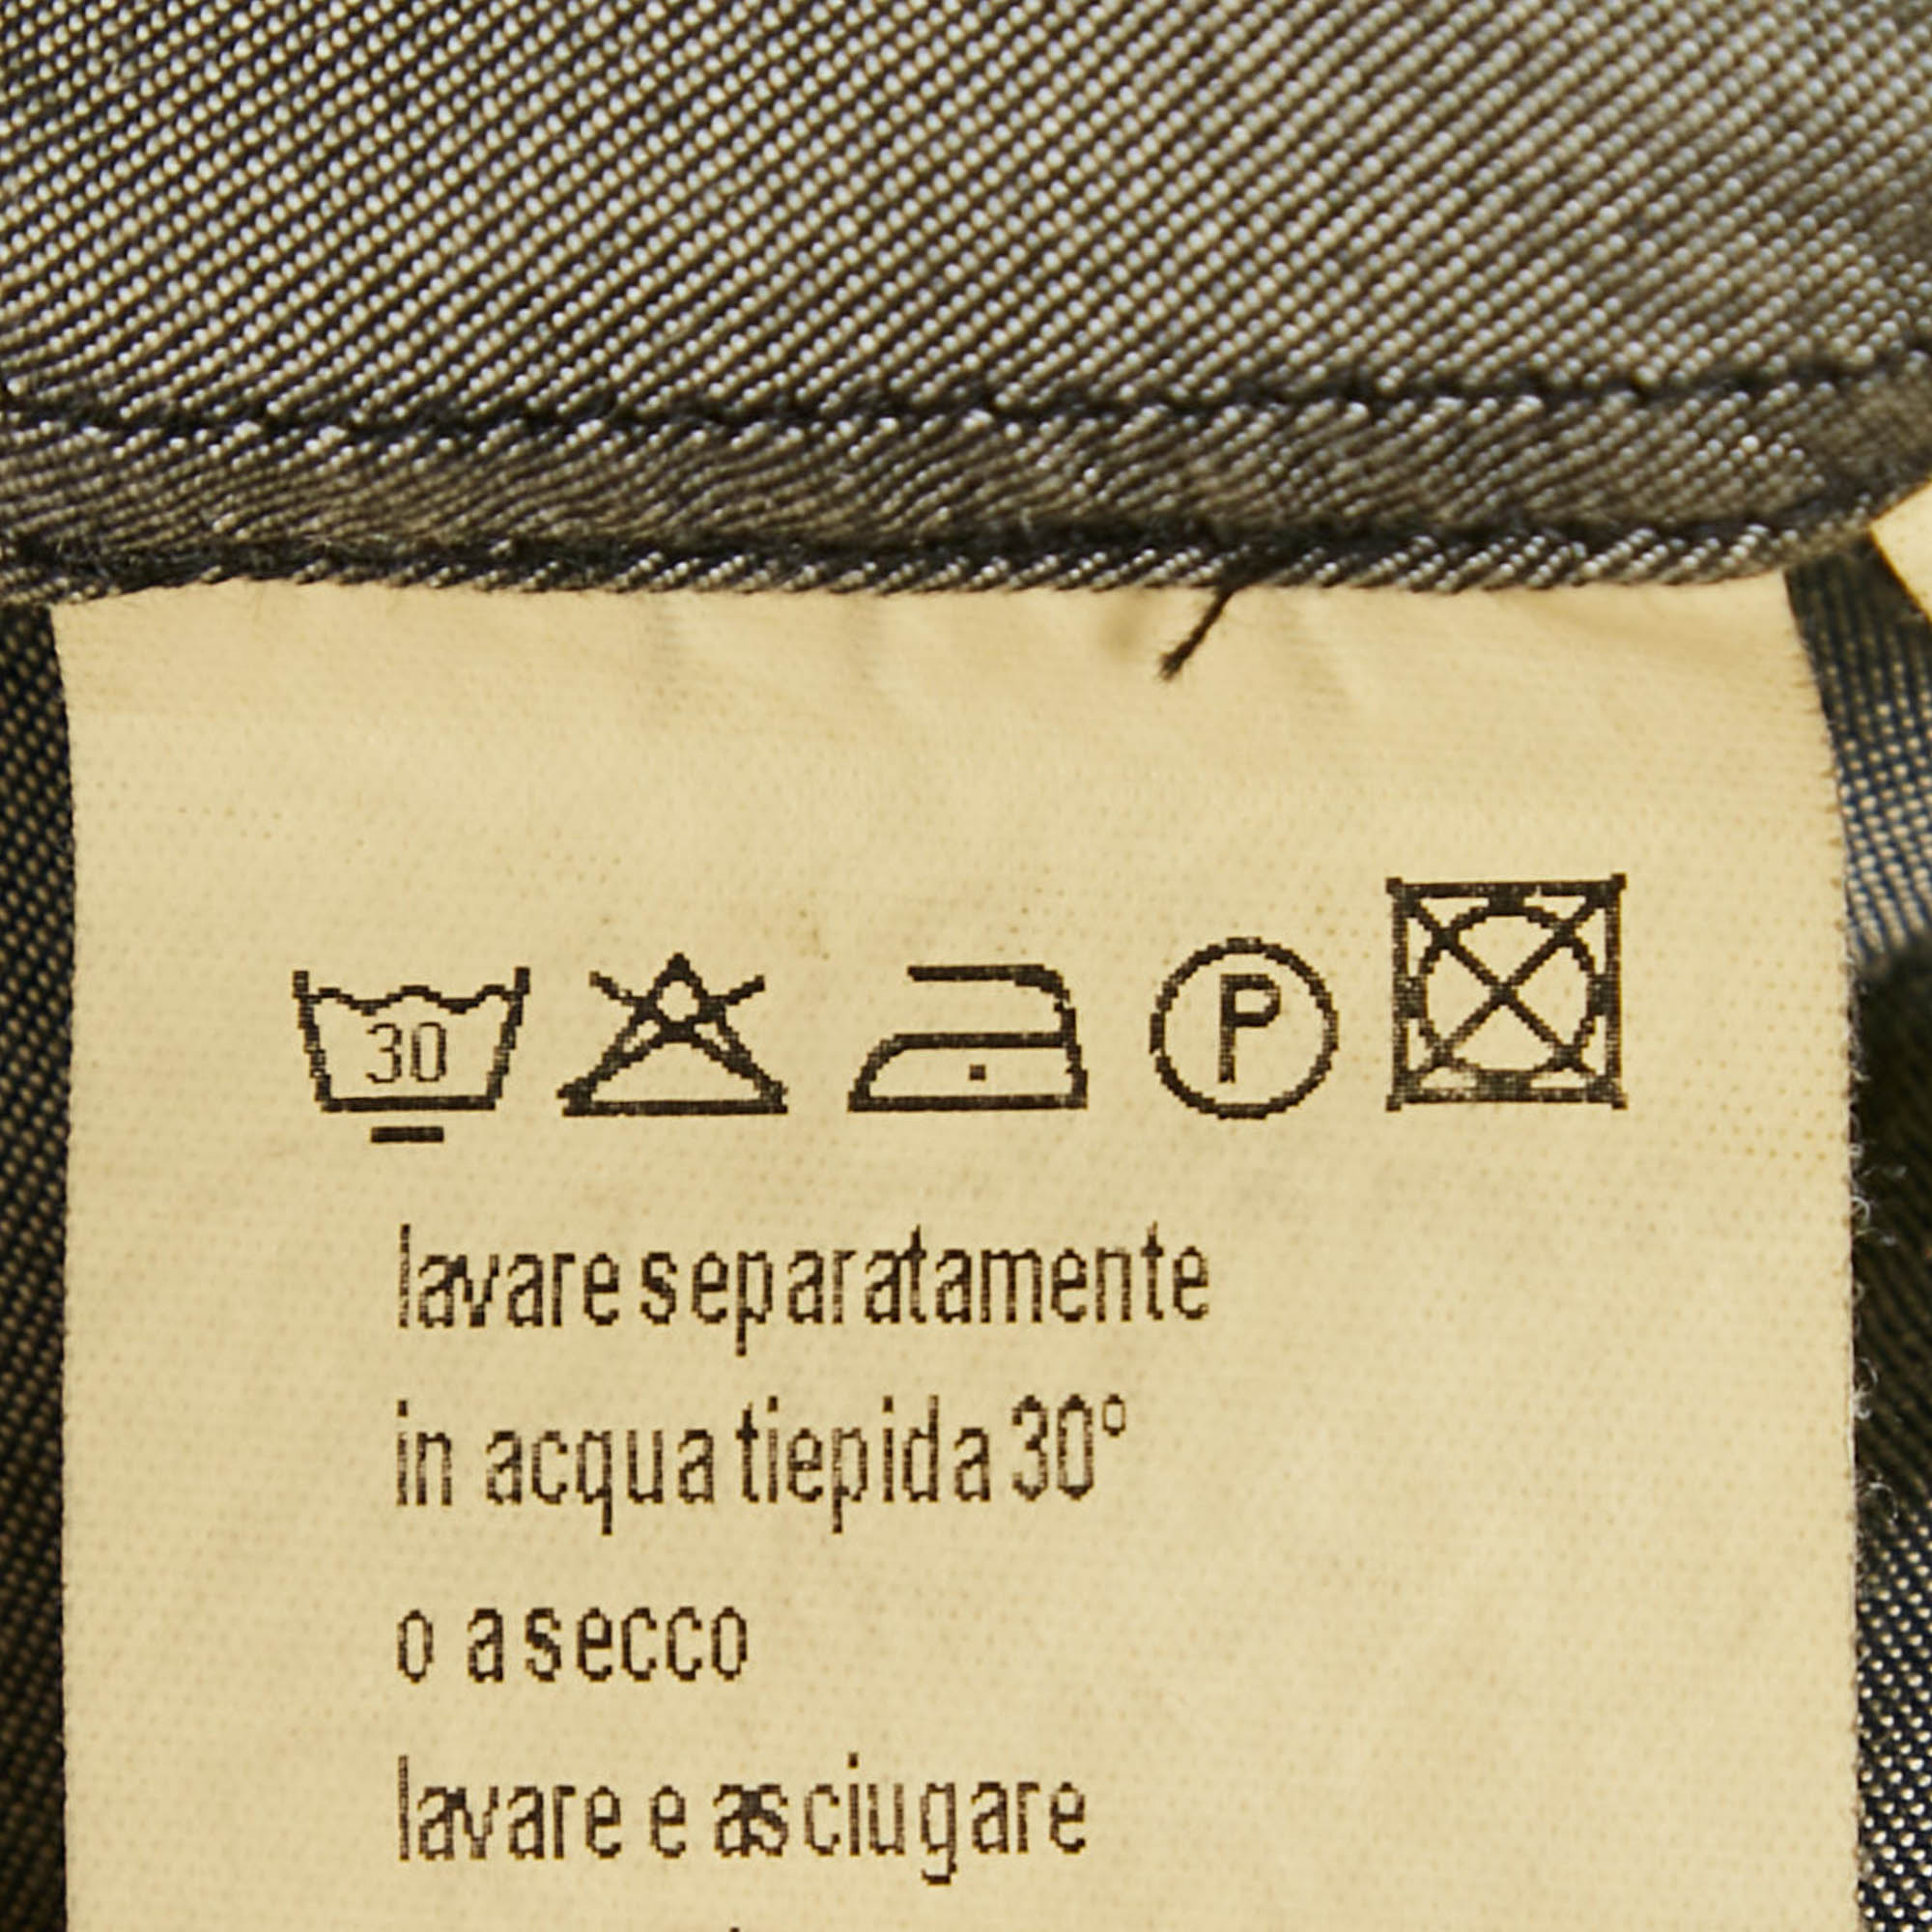 30 P
lavare separatamente
in acqua tiepida 30°
o a secco
lavare e asciugare